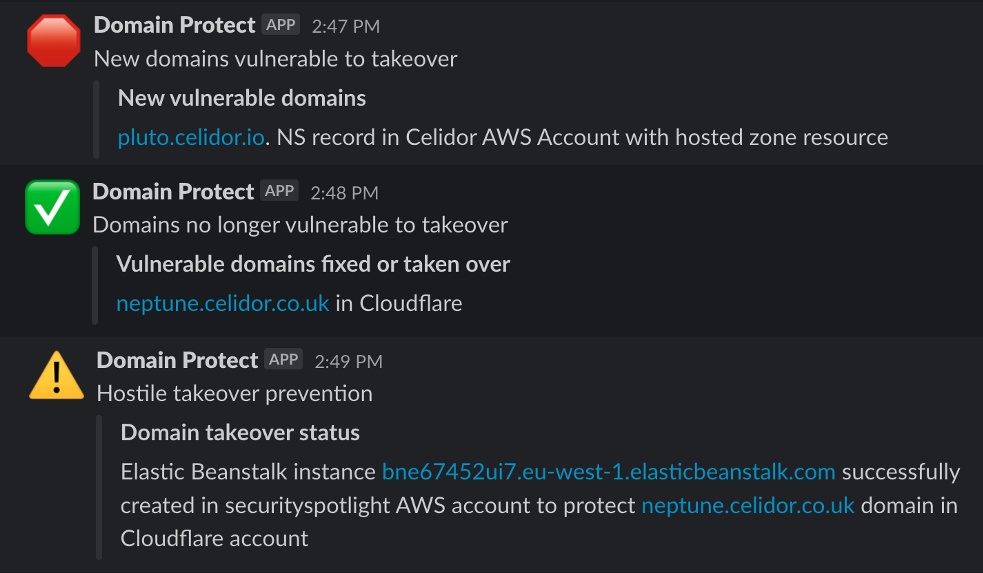 Domain Protect APP 2:47 PM
New domains vulnerable to takeover
New vulnerable domains
pluto.celidor.io. NS record in Celidor AWS Account with hosted zone resource
Domain Protect APP 2:48 PM
Domains no longer vulnerable to takeover
Vulnerable domains fixed or taken over
neptune.celidor.co.uk in Cloudflare
Domain Protect APP 2:49 PM
Hostile takeover prevention
Domain takeover status
Elastic Beanstalk instance bne67452ui7.eu-west-1.elasticbeanstalk.com successfully
created in securityspotlight AWS account to protect neptune.celidor.co.uk domain in
Cloudflare account